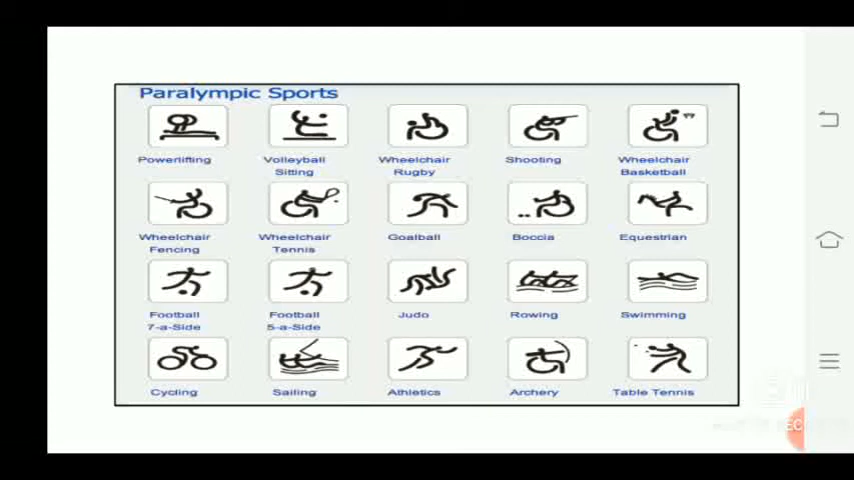 Paralympic Sports
Powerlifting
Volleyball
Sitting
Wheelchair
Rugby
Shooting
Wheelchair
Basketball
Wheelchair
Fencing
Wheelchair
Tennis
Goalball
Boccia
Equestrian
Football
7-a-Side
Football
5-a-Side
Judo
Rowing
Swimming
Cycling
Sailing
Athletics
Archery
Table Tennis